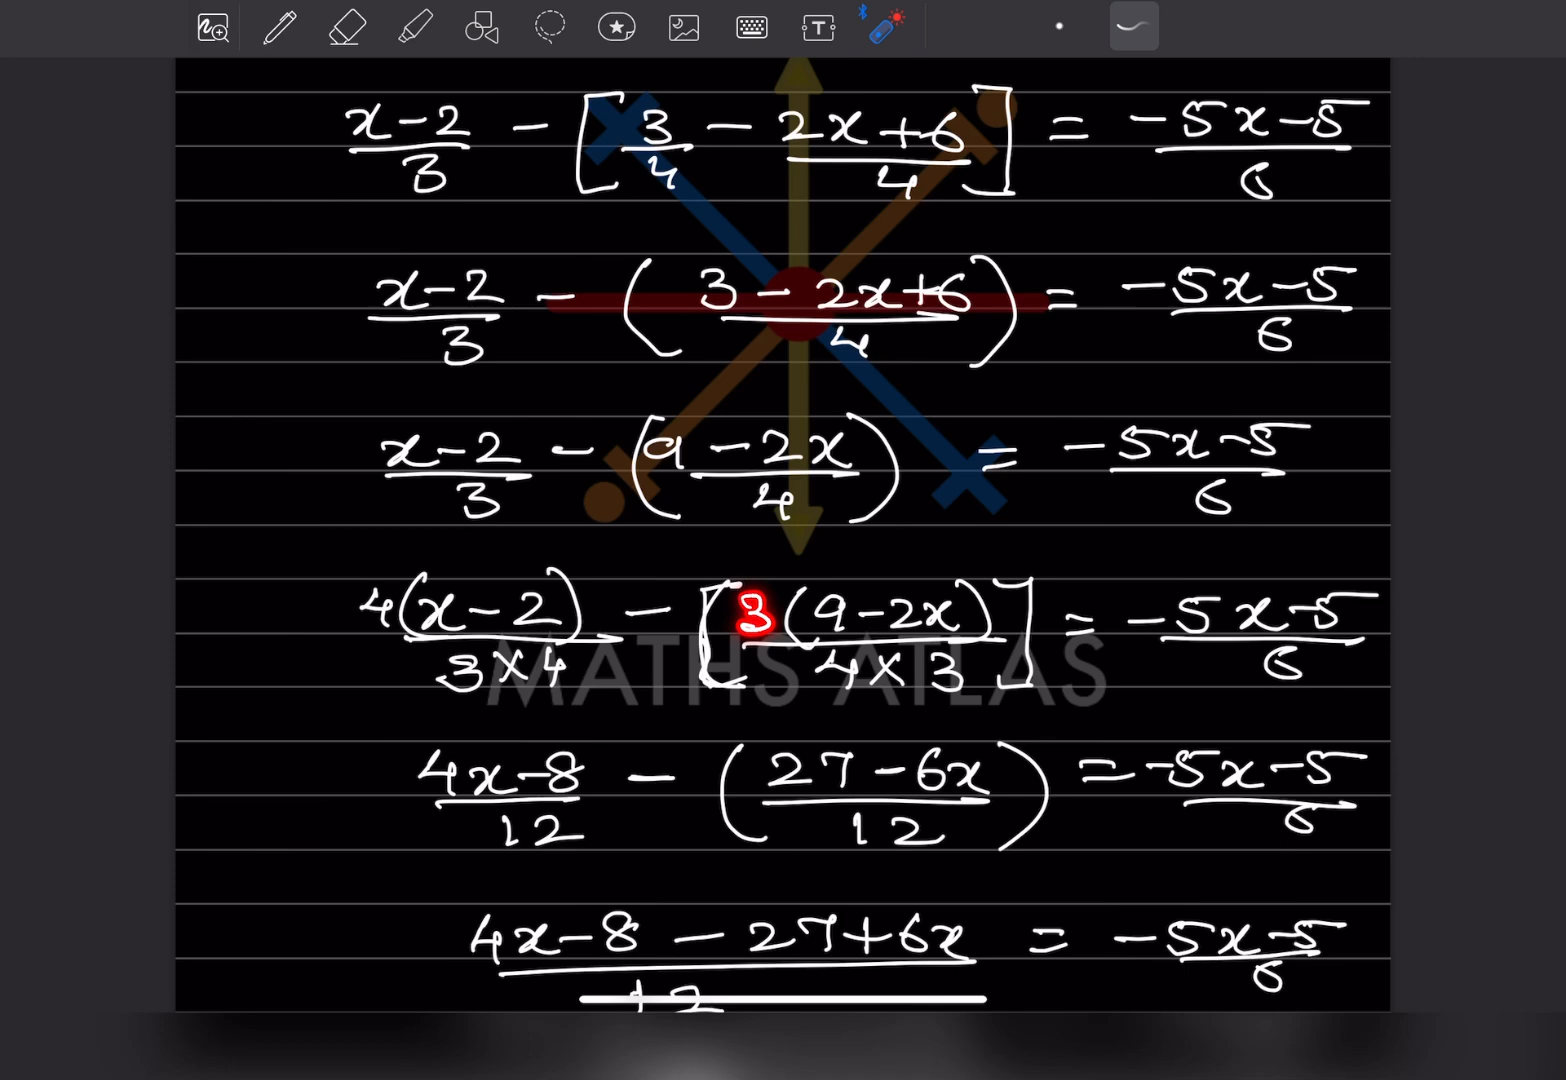 x-2/3 - [3/4 - 2x+6/4] = -5x-5/6
x-2/3 - (3-2x+6/4) = -5x-5/6
x-2/3 - (9-2x/4) = -5x-5/6
4(x-2)/3×4 - [3(9-2x)/4×3] = -5x-5/6
MATHS ATLAS
4x-8/12 - (27-6x/12) = -5x-5/6
4x-8-27+6x/12 = -5x-5/6